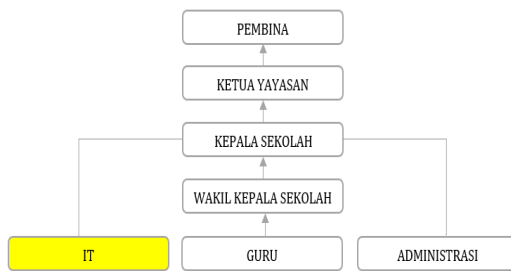 PEMBINA
KETUA YAYASAN
KEPALA SEKOLAH
WAKIL KEPALA SEKOLAH
IT
GURU
ADMINISTRASI